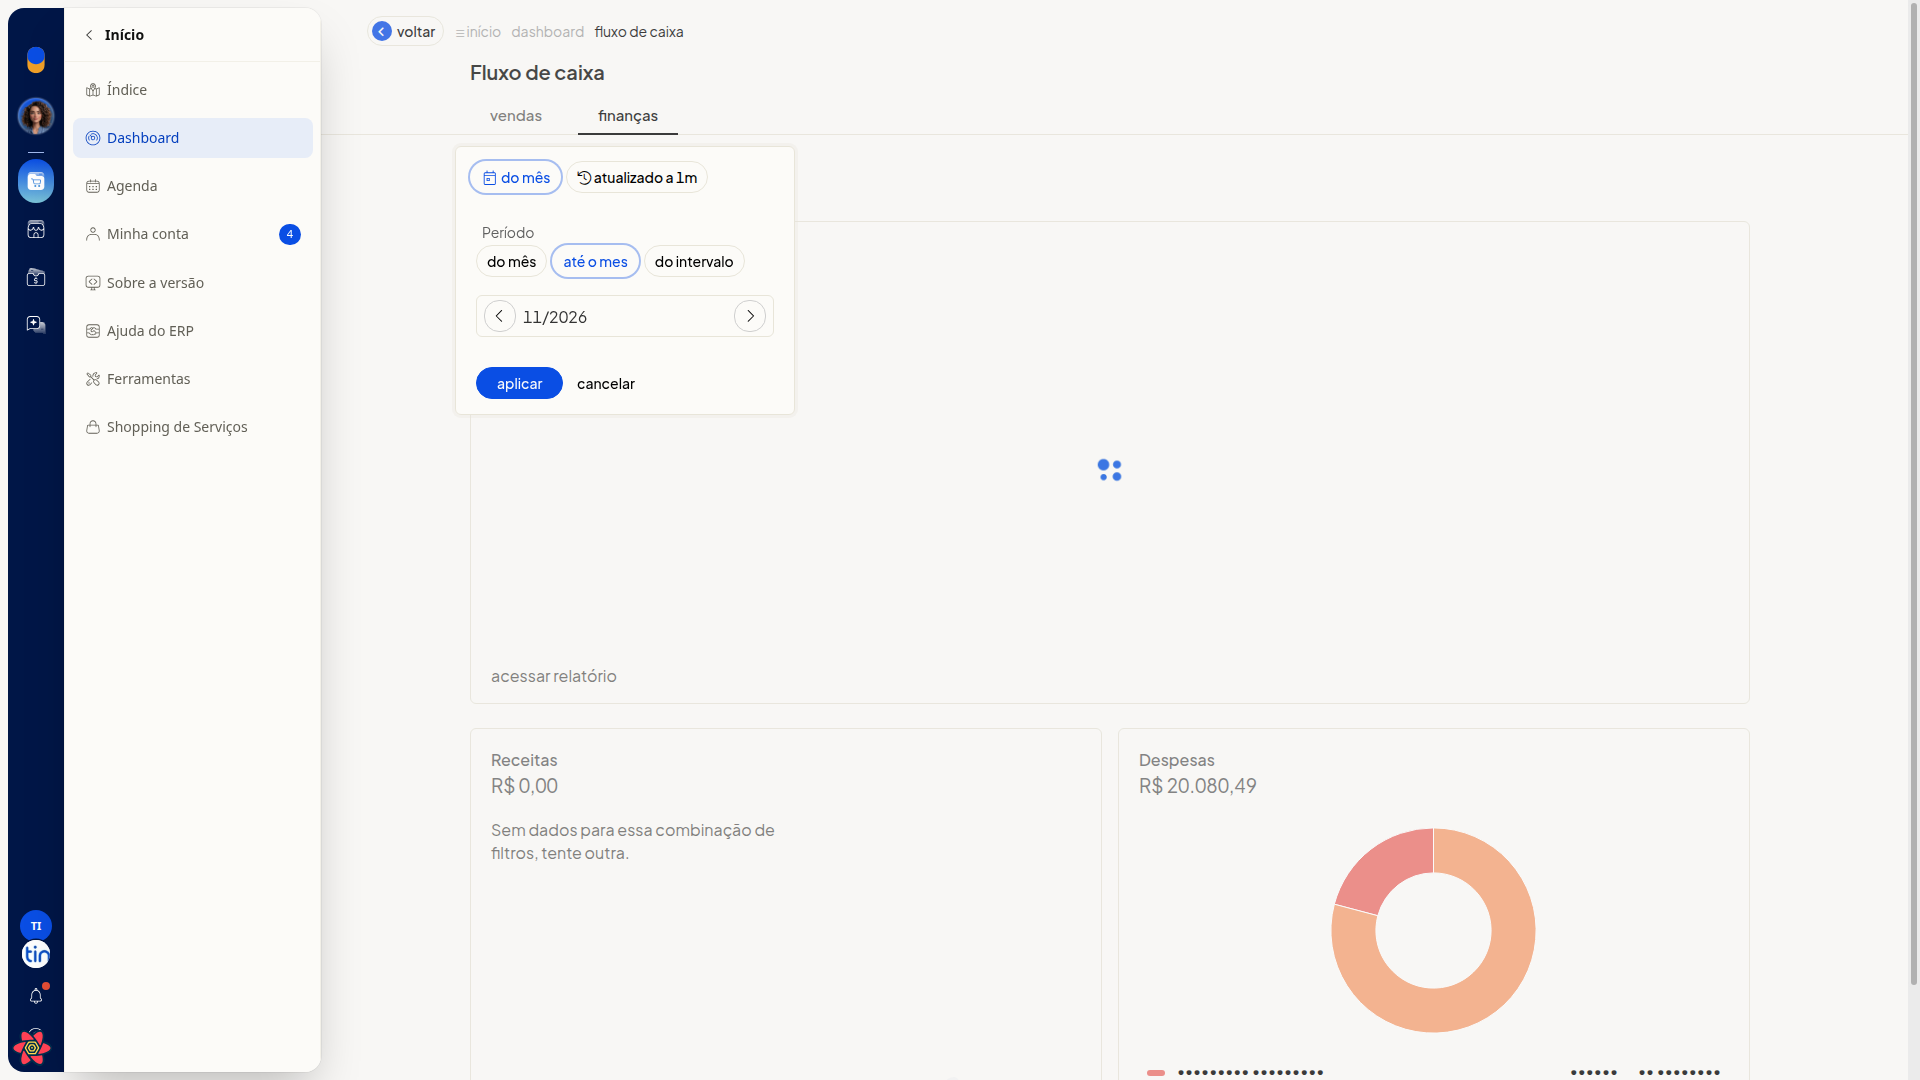 Início
Índice
Dashboard
Agenda
Minha conta
4
Sobre a versão
Ajuda do ERP
Ferramentas
Shopping de Serviços
TI
tin
voltar
início dashboard fluxo de caixa
Fluxo de caixa
vendas finanças
do mês atualizado a 1m
Período
do mês até o mes do intervalo
11/2026
aplicar cancelar
acessar relatório
Receitas
R$ 0,00
Sem dados para essa combinação de
filtros, tente outra.
Despesas
R$ 20.080,49